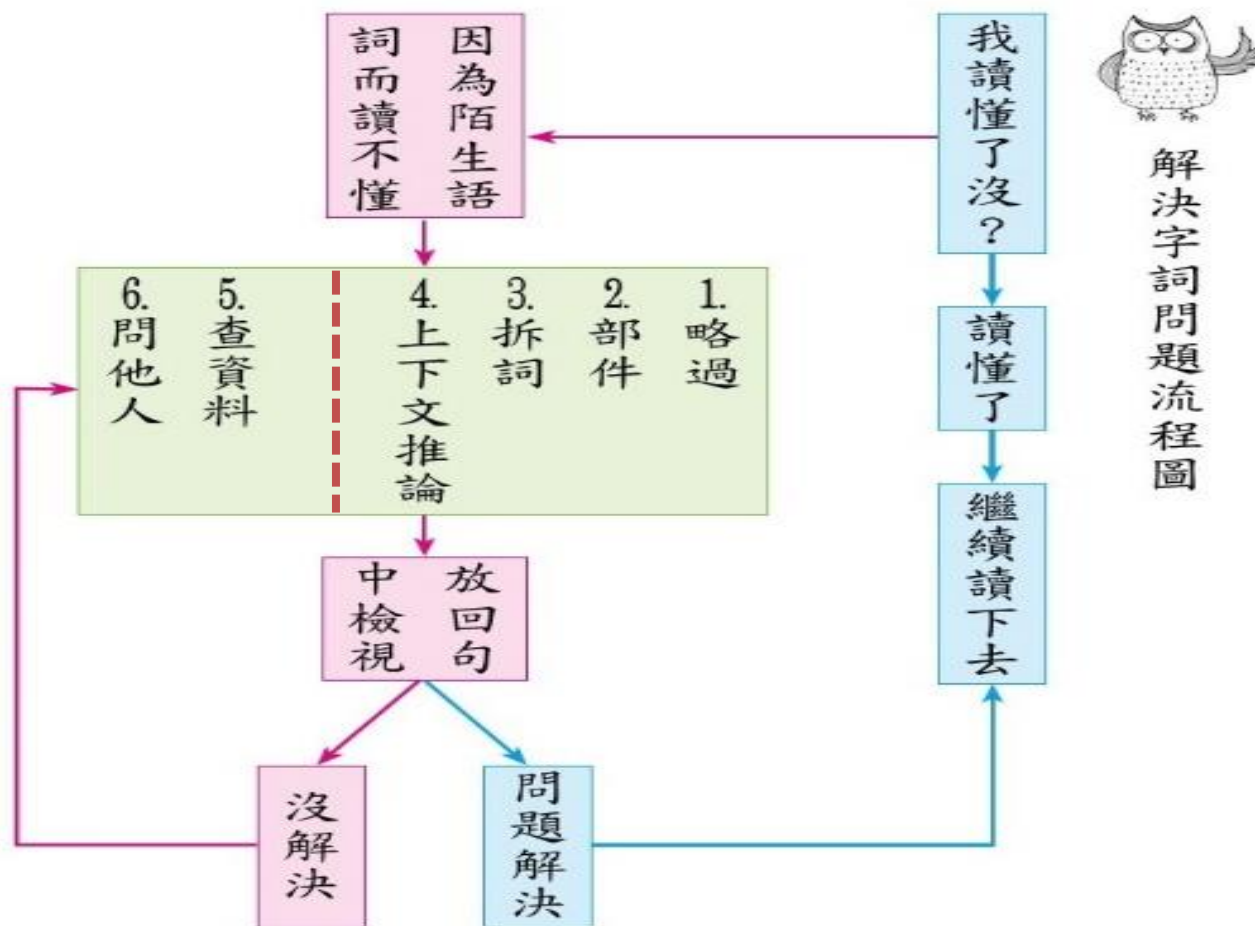 解決字詞問題流程圖
我讀懂了沒？
讀懂了
繼續讀下去
因為陌生語
詞而讀不懂
1.略過
2.部件
3.拆詞
4.上下文推論
5.查資料
6.問他人
放回句
中檢視
問題解決
沒解決